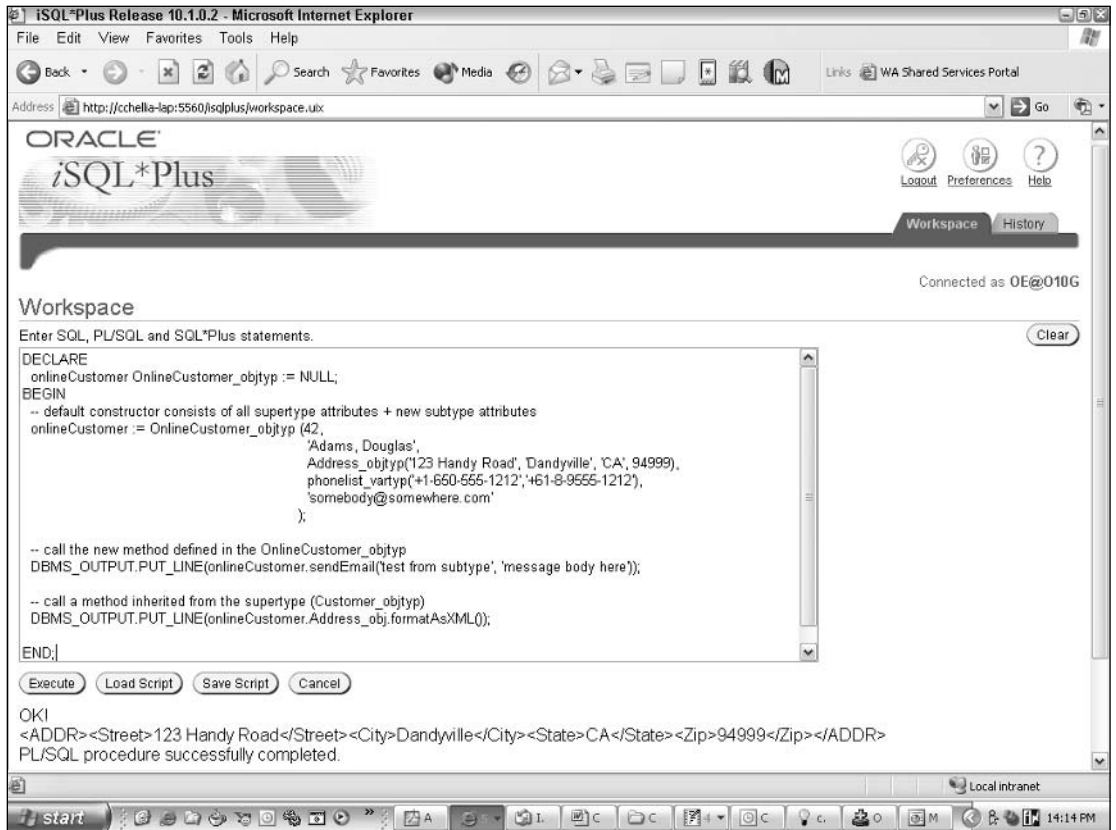 iSQL*Plus Release 10.1.0.2 - Microsoft Internet Explorer
File Edit View Favorites Tools Help
Back Search Favorites Media Links WA Shared Services Portal
Address http://cchellia-lap:5560/isqlplus/workspace.uix Go
ORACLE
iSQL*Plus
Logout Preferences Help
Workspace History
Connected as OE@O10G
Workspace
Enter SQL, PL/SQL and SQL*Plus statements.
Clear
DECLARE
onlineCustomer OnlineCustomer_objtyp := NULL;
BEGIN
-- default constructor consists of all supertype attributes + new subtype attributes
onlineCustomer := OnlineCustomer_objtyp (42,
'Adams, Douglas',
Address_objtyp('123 Handy Road', 'Dandyville', 'CA', 94999),
phonelist_vartyp('+1-650-555-1212','+61-8-9555-1212'),
'somebody@somewhere.com'
);
-- call the new method defined in the OnlineCustomer_objtyp
DBMS_OUTPUT.PUT_LINE(onlineCustomer.sendEmail('test from subtype', 'message body here'));
-- call a method inherited from the supertype (Customer_objtyp)
DBMS_OUTPUT.PUT_LINE(onlineCustomer.Address_obj.formatAsXML());
END;
Execute Load Script Save Script Cancel
OK!
<ADDR><Street>123 Handy Road</Street><City>Dandyville</City><State>CA</State><Zip>94999</Zip></ADDR>
PL/SQL procedure successfully completed.
Local intranet
start A 5 I. C C 4 C c. O M 14:14 PM